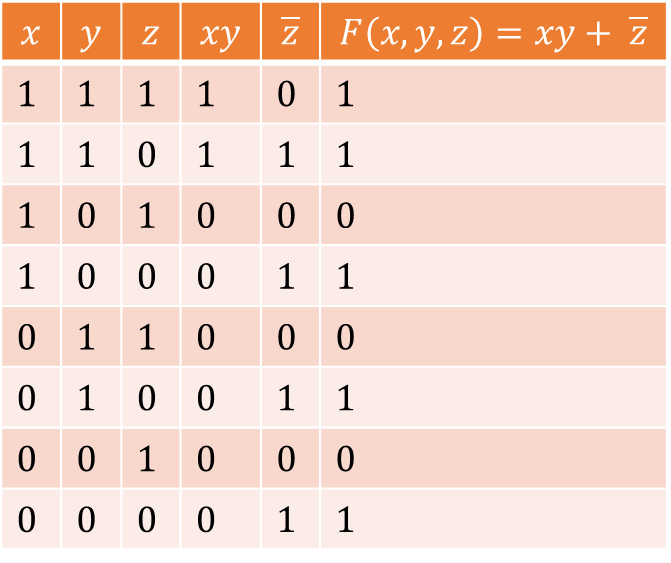 x y z xy z̅ F(x, y, z) = xy + z̅
1 1 1 1 0 1
1 1 0 1 1 1
1 0 1 0 0 0
1 0 0 0 1 1
0 1 1 0 0 0
0 1 0 0 1 1
0 0 1 0 0 0
0 0 0 0 1 1